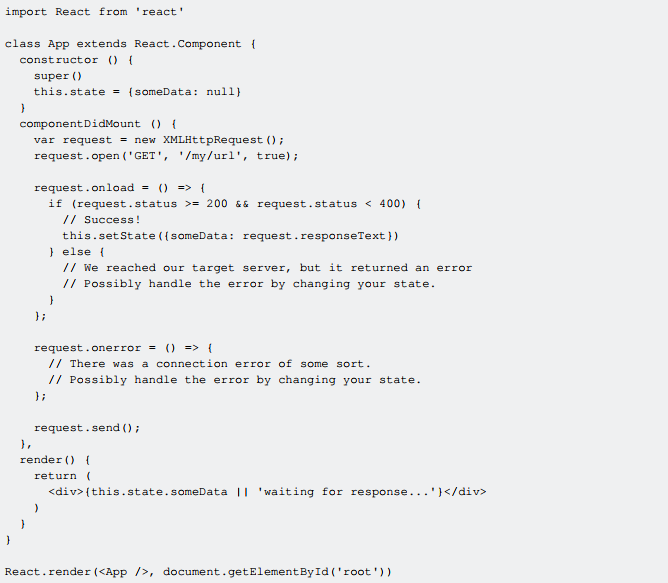 import React from 'react'

class App extends React.Component {
  constructor () {
    super()
    this.state = {someData: null}
  }
  componentDidMount () {
    var request = new XMLHttpRequest();
    request.open('GET', '/my/url', true);

    request.onload = () => {
      if (request.status >= 200 && request.status < 400) {
        // Success!
        this.setState({someData: request.responseText})
      } else {
        // We reached our target server, but it returned an error
        // Possibly handle the error by changing your state.
      }
    };

    request.onerror = () => {
      // There was a connection error of some sort.
      // Possibly handle the error by changing your state.
    };

    request.send();
  },
  render() {
    return (
      <div>{this.state.someData || 'waiting for response...'}</div>
    )
  }
}

React.render(<App />, document.getElementById('root'))